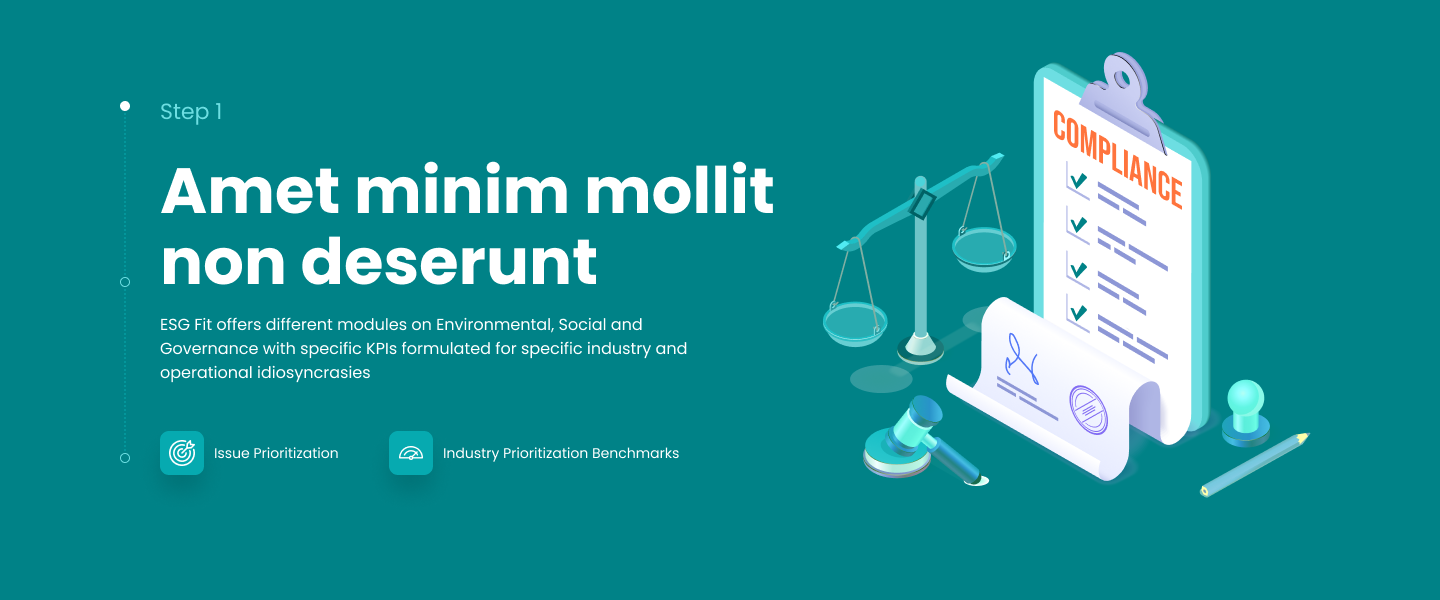 Step 1
Amet minim mollit
non deserunt
ESG Fit offers different modules on Environmental, Social and
Governance with specific KPIs formulated for specific industry and
operational idiosyncrasies
Issue Prioritization
Industry Prioritization Benchmarks
COMPLIANCE